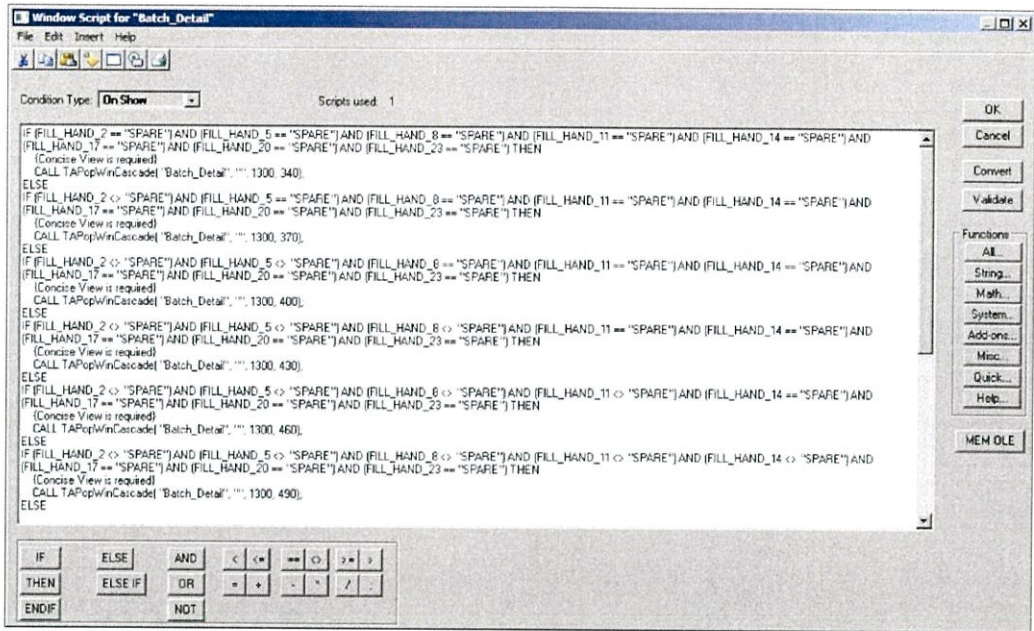 Window Script for "Batch_Detail"
File Edit Insert Help
Condition Type: On Show Scripts used: 1
IF (FILL_HAND_2 == "SPARE") AND (FILL_HAND_5 == "SPARE") AND (FILL_HAND_8 == "SPARE") AND (FILL_HAND_11 == "SPARE") AND (FILL_HAND_14 == "SPARE") AND
(FILL_HAND_17 == "SPARE") AND (FILL_HAND_20 == "SPARE") AND (FILL_HAND_23 == "SPARE") THEN
{Concise View is required}
CALL TAPopWinCascade( "Batch_Detail", "", 1300, 340);
ELSE
IF (FILL_HAND_2 <> "SPARE") AND (FILL_HAND_5 == "SPARE") AND (FILL_HAND_8 == "SPARE") AND (FILL_HAND_11 == "SPARE") AND (FILL_HAND_14 == "SPARE") AND
(FILL_HAND_17 == "SPARE") AND (FILL_HAND_20 == "SPARE") AND (FILL_HAND_23 == "SPARE") THEN
{Concise View is required}
CALL TAPopWinCascade( "Batch_Detail", "", 1300, 370);
ELSE
IF (FILL_HAND_2 <> "SPARE") AND (FILL_HAND_5 <> "SPARE") AND (FILL_HAND_8 == "SPARE") AND (FILL_HAND_11 == "SPARE") AND (FILL_HAND_14 == "SPARE") AND
(FILL_HAND_17 == "SPARE") AND (FILL_HAND_20 == "SPARE") AND (FILL_HAND_23 == "SPARE") THEN
{Concise View is required}
CALL TAPopWinCascade( "Batch_Detail", "", 1300, 400);
ELSE
IF (FILL_HAND_2 <> "SPARE") AND (FILL_HAND_5 <> "SPARE") AND (FILL_HAND_8 <> "SPARE") AND (FILL_HAND_11 == "SPARE") AND (FILL_HAND_14 == "SPARE") AND
(FILL_HAND_17 == "SPARE") AND (FILL_HAND_20 == "SPARE") AND (FILL_HAND_23 == "SPARE") THEN
{Concise View is required}
CALL TAPopWinCascade( "Batch_Detail", "", 1300, 430);
ELSE
IF (FILL_HAND_2 <> "SPARE") AND (FILL_HAND_5 <> "SPARE") AND (FILL_HAND_8 <> "SPARE") AND (FILL_HAND_11 <> "SPARE") AND (FILL_HAND_14 == "SPARE") AND
(FILL_HAND_17 == "SPARE") AND (FILL_HAND_20 == "SPARE") AND (FILL_HAND_23 == "SPARE") THEN
{Concise View is required}
CALL TAPopWinCascade( "Batch_Detail", "", 1300, 460);
ELSE
IF (FILL_HAND_2 <> "SPARE") AND (FILL_HAND_5 <> "SPARE") AND (FILL_HAND_8 <> "SPARE") AND (FILL_HAND_11 <> "SPARE") AND (FILL_HAND_14 <> "SPARE") AND
(FILL_HAND_17 == "SPARE") AND (FILL_HAND_20 == "SPARE") AND (FILL_HAND_23 == "SPARE") THEN
{Concise View is required}
CALL TAPopWinCascade( "Batch_Detail", "", 1300, 490);
ELSE
OK
Cancel
Convert
Validate
Functions
All...
String...
Math...
System...
Add-ons...
Misc...
Quick...
Help...
MEM OLE
IF ELSE AND < <= == <> >= >
THEN ELSE IF OR = + - * / .
ENDIF NOT